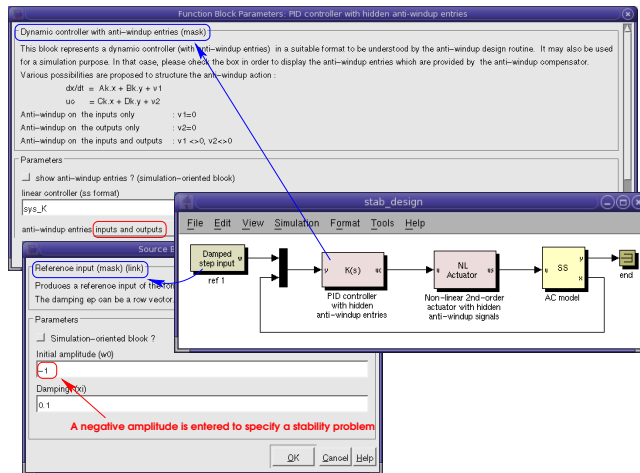 Function Block Parameters: PID controller with hidden anti-windup entries
Dynamic controller with anti-windup entries (mask)
This block represents a dynamic controller (with anti-windup entries) in a suitable format to be understood by the anti-windup design routine. It may also be used
for a simulation purpose. In that case, please check the box in order to display the anti-windup entries which are provided by the anti-windup compensator.
Various possibilities are proposed to structure the anti-windup action :
dx/dt = Ak.x + Bk.y + v1
uc = Ck.x + Dk.y + v2
Anti-windup on the inputs only : v1=0
Anti-windup on the outputs only : v2=0
Anti-windup on the inputs and outputs : v1 <>0, v2<>0
Parameters
show anti-windup entries ? (simulation-oriented block)
linear controller (ss format)
sys_K
anti-windup entries inputs and outputs
stab_design
File Edit View Simulation Format Tools Help
Damped
step input
w
ref 1
y
K(s)
uc
PID controller
with hidden
anti-windup entries
NL
Actuator
Non-linear 2nd-order
actuator with hidden
anti-windup signals
SS
y
x
AC model
end
Source B
Reference input (mask) (link)
Produces a reference input of the for
The damping ep can be a row vector.
Parameters
Simulation-oriented block ?
Initial amplitude (w0)
-1
Damping (xi)
0.1
A negative amplitude is entered to specify a stability problem
OK Cancel Help